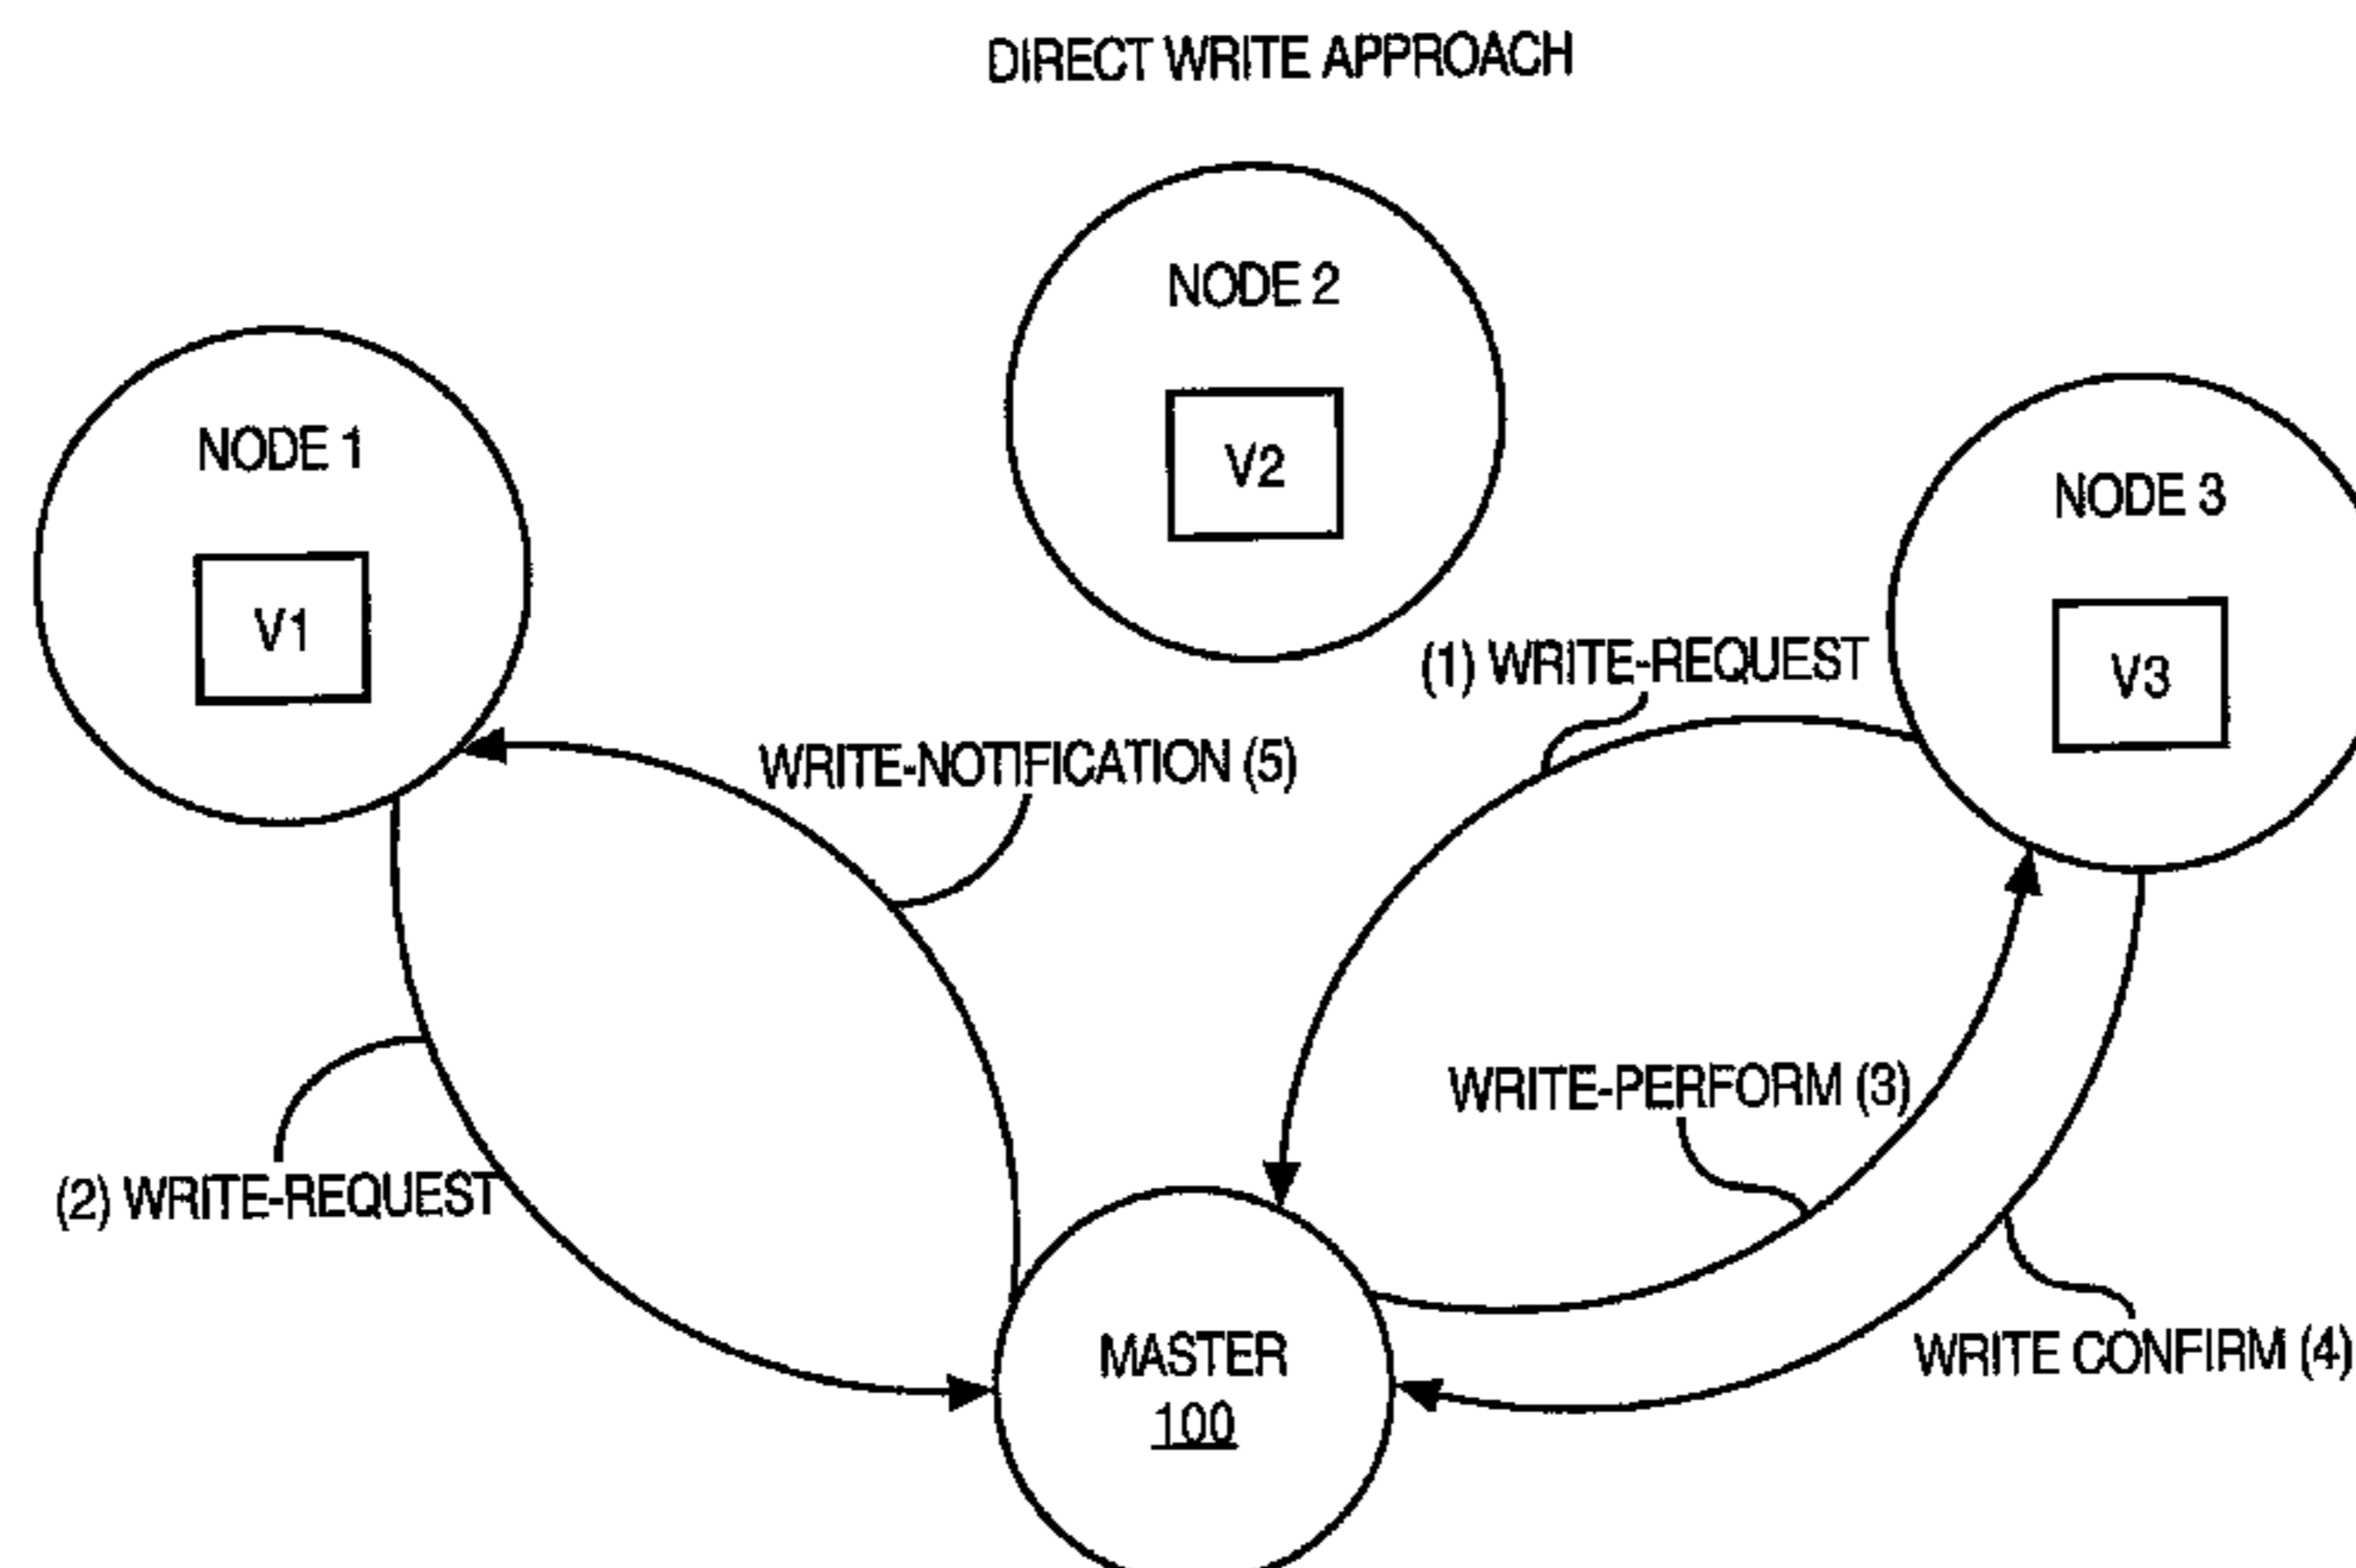 DIRECT WRITE APPROACH
NODE 2
V2
NODE 1
V1
NODE 3
V3
(1) WRITE-REQUEST
WRITE-NOTIFICATION (5)
WRITE-PERFORM (3)
(2) WRITE-REQUEST
WRITE CONFIRM (4)
MASTER
100